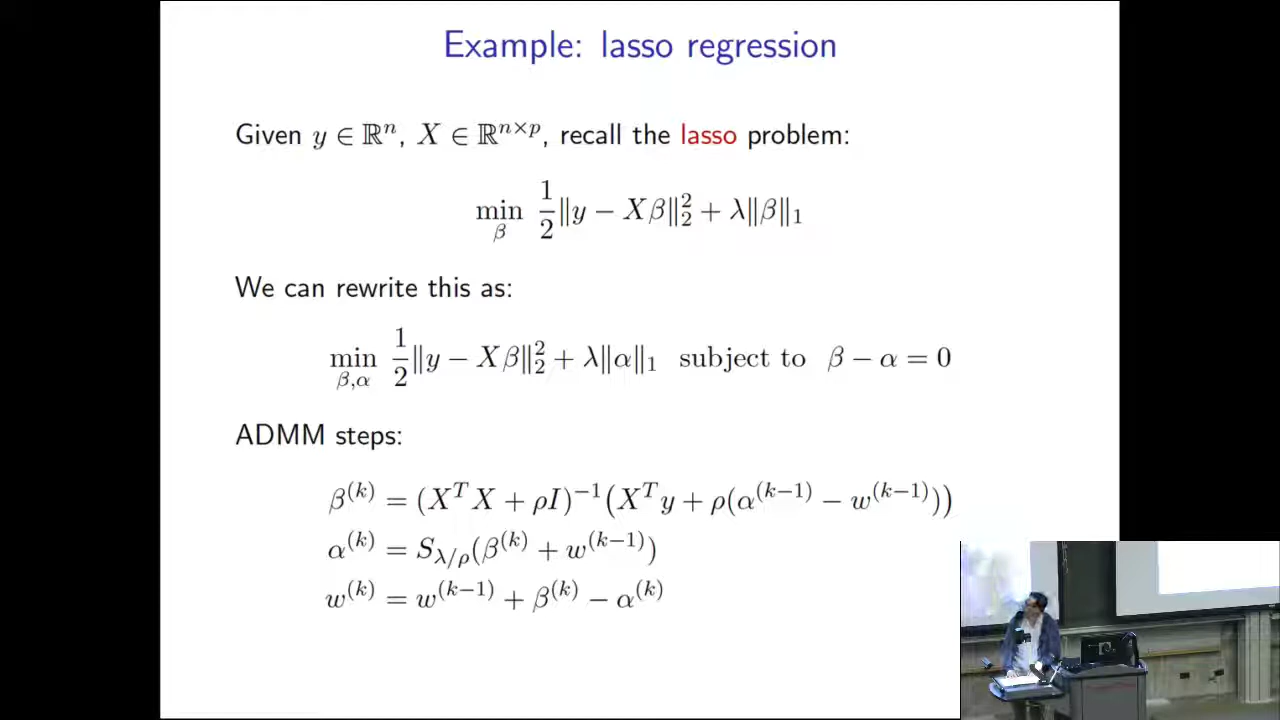 Example: lasso regression
Given y ∈ ℝⁿ, X ∈ ℝⁿˣᵖ, recall the lasso problem:
min_β 1/2 ‖y − Xβ‖₂² + λ‖β‖₁
We can rewrite this as:
min_{β,α} 1/2 ‖y − Xβ‖₂² + λ‖α‖₁ subject to β − α = 0
ADMM steps:
β^(k) = (X^T X + ρI)^−1 (X^T y + ρ(α^(k−1) − w^(k−1)))
α^(k) = S_{λ/ρ}(β^(k) + w^(k−1))
w^(k) = w^(k−1) + β^(k) − α^(k)